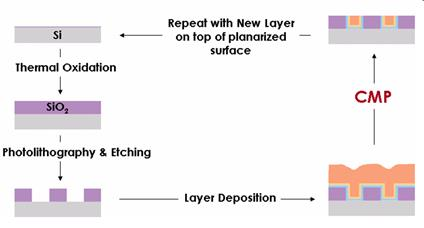 Si
Repeat with New Layer
on top of planarized
surface
Thermal Oxidation
SiO₂
CMP
Photolithography & Etching
Layer Deposition